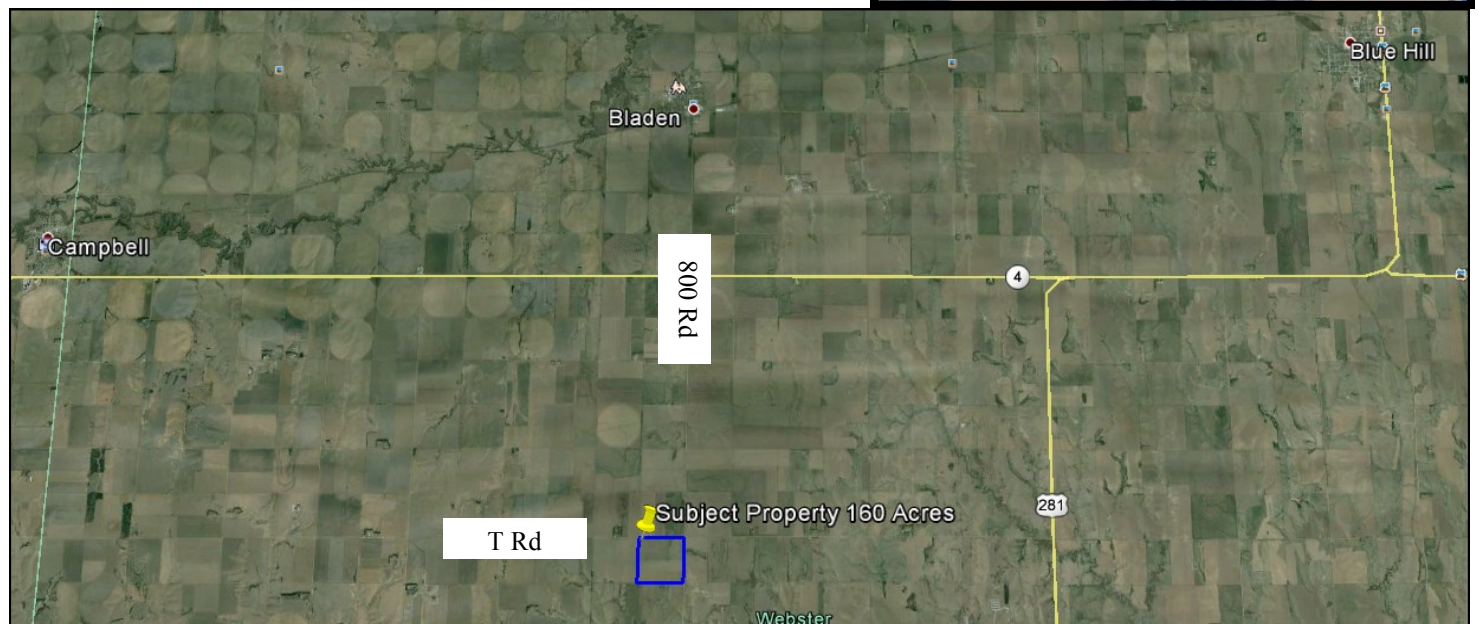 Blue Hill
Bladen
Campbell
800 Rd
4
281
Subject Property 160 Acres
T Rd
Webster